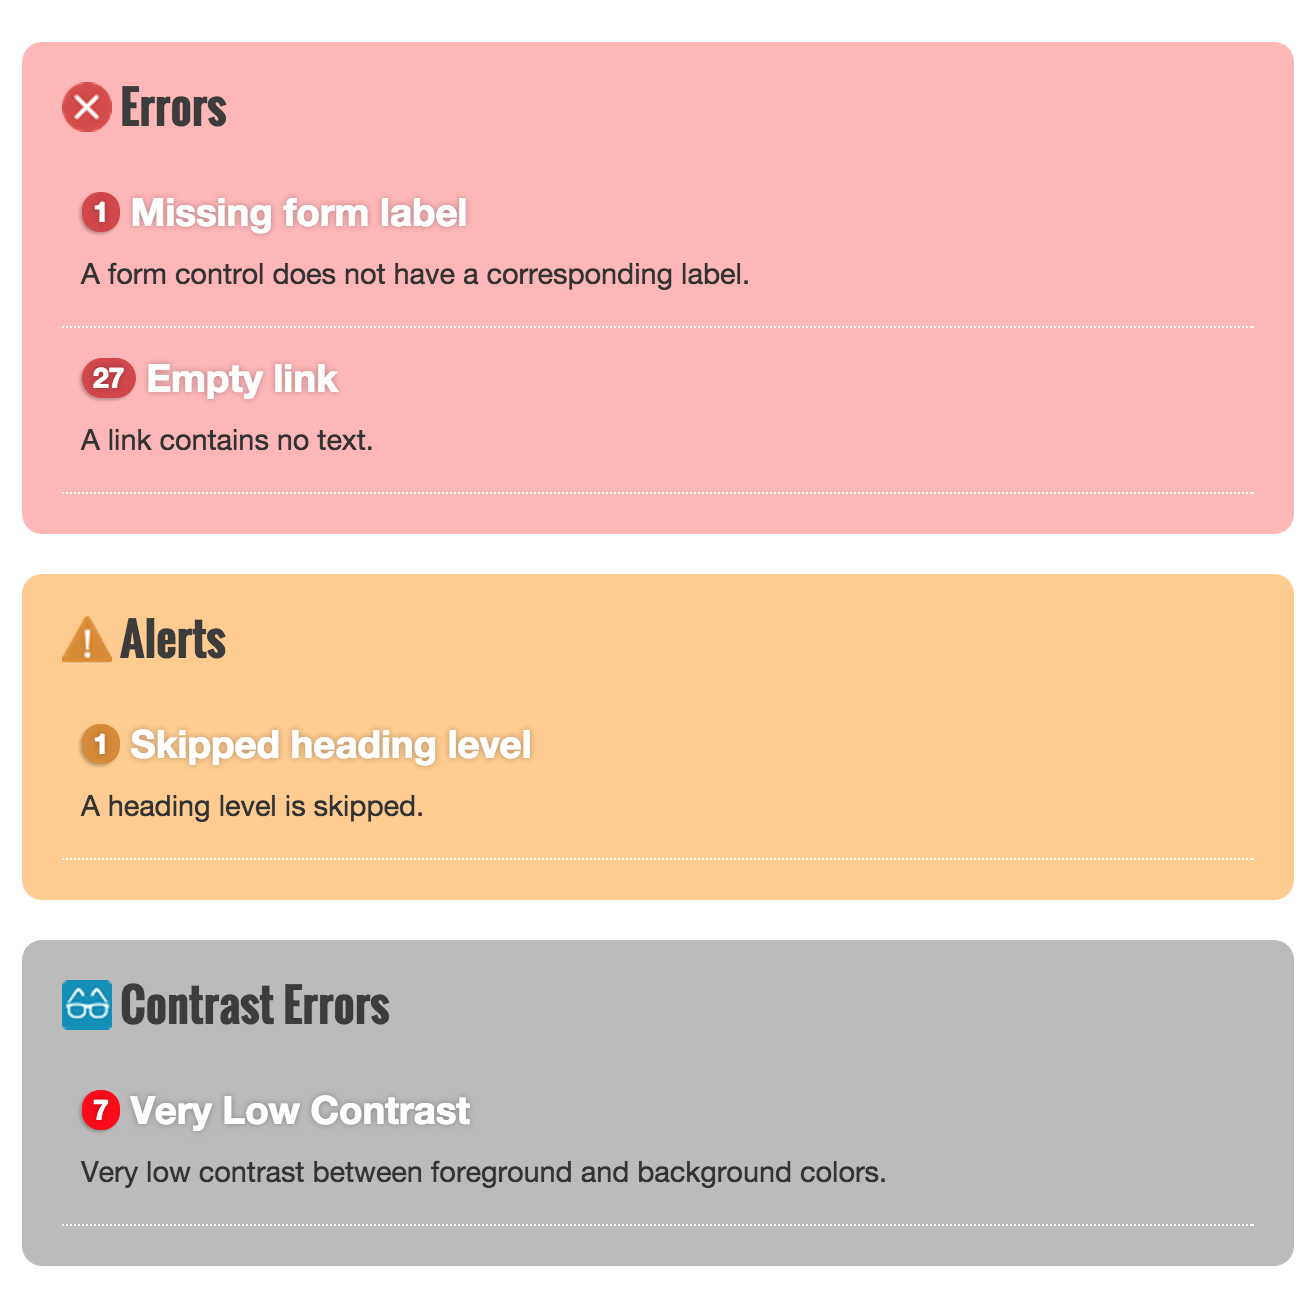 Errors
1 Missing form label
A form control does not have a corresponding label.
27 Empty link
A link contains no text.
Alerts
1 Skipped heading level
A heading level is skipped.
Contrast Errors
7 Very Low Contrast
Very low contrast between foreground and background colors.